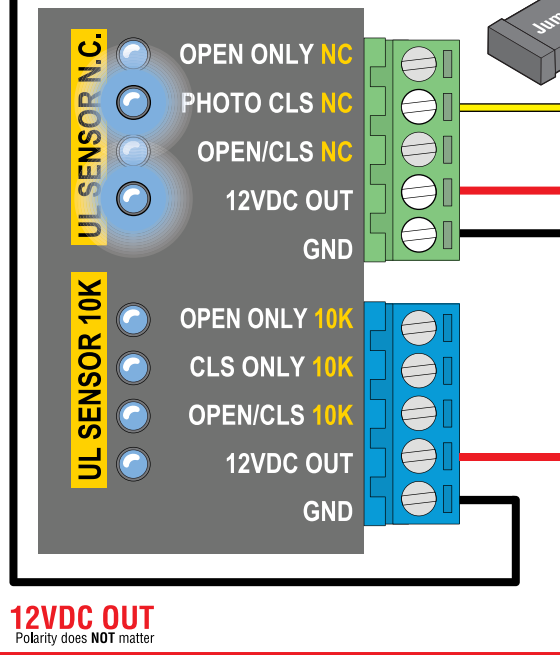 UL SENSOR N.C.
OPEN ONLY NC
PHOTO CLS NC
OPEN/CLS NC
12VDC OUT
GND
UL SENSOR 10K
OPEN ONLY 10K
CLS ONLY 10K
OPEN/CLS 10K
12VDC OUT
GND
Jum
12VDC OUT
Polarity does NOT matter